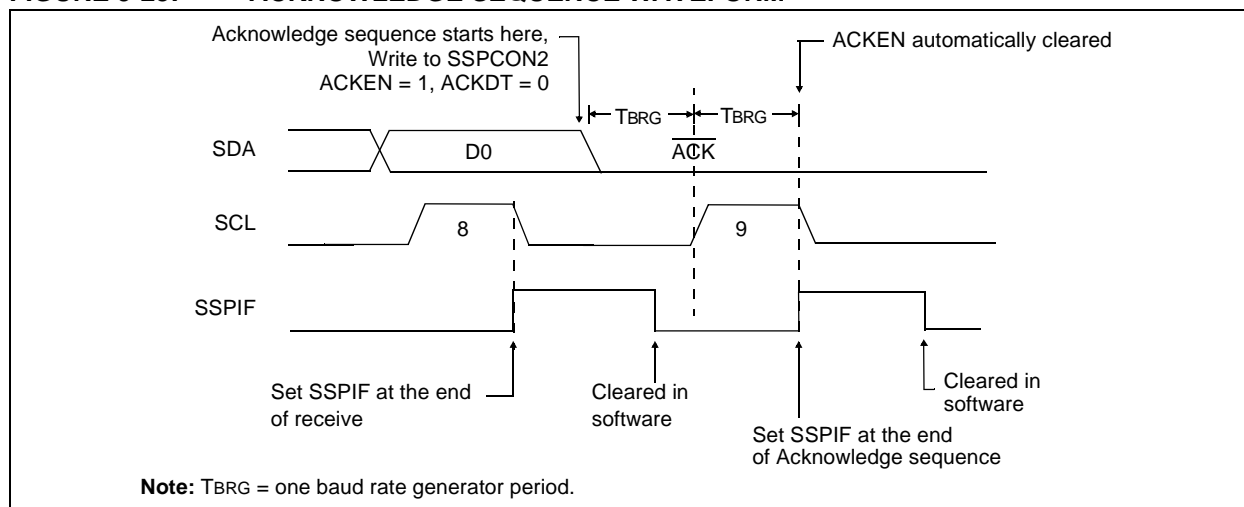 Acknowledge sequence starts here,
Write to SSPCON2
ACKEN = 1, ACKDT = 0
ACKEN automatically cleared
TBRG
TBRG
SDA
D0
ACK
SCL
8
9
SSPIF
Set SSPIF at the end
of receive
Cleared in
software
Set SSPIF at the end
of Acknowledge sequence
Cleared in
software
Note: TBRG = one baud rate generator period.